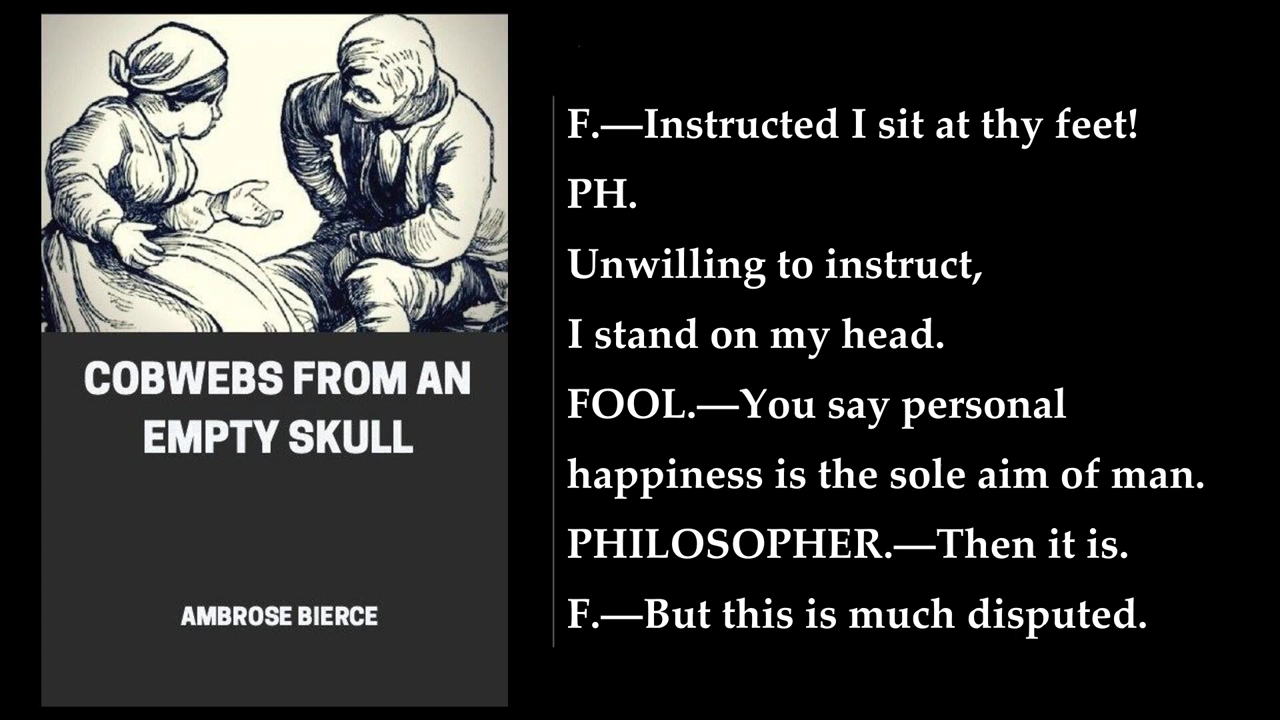 COBWEBS FROM AN
EMPTY SKULL
AMBROSE BIERCE
F.—Instructed I sit at thy feet!
PH.
Unwilling to instruct,
I stand on my head.
FOOL.—You say personal
happiness is the sole aim of man.
PHILOSOPHER.—Then it is.
F.—But this is much disputed.